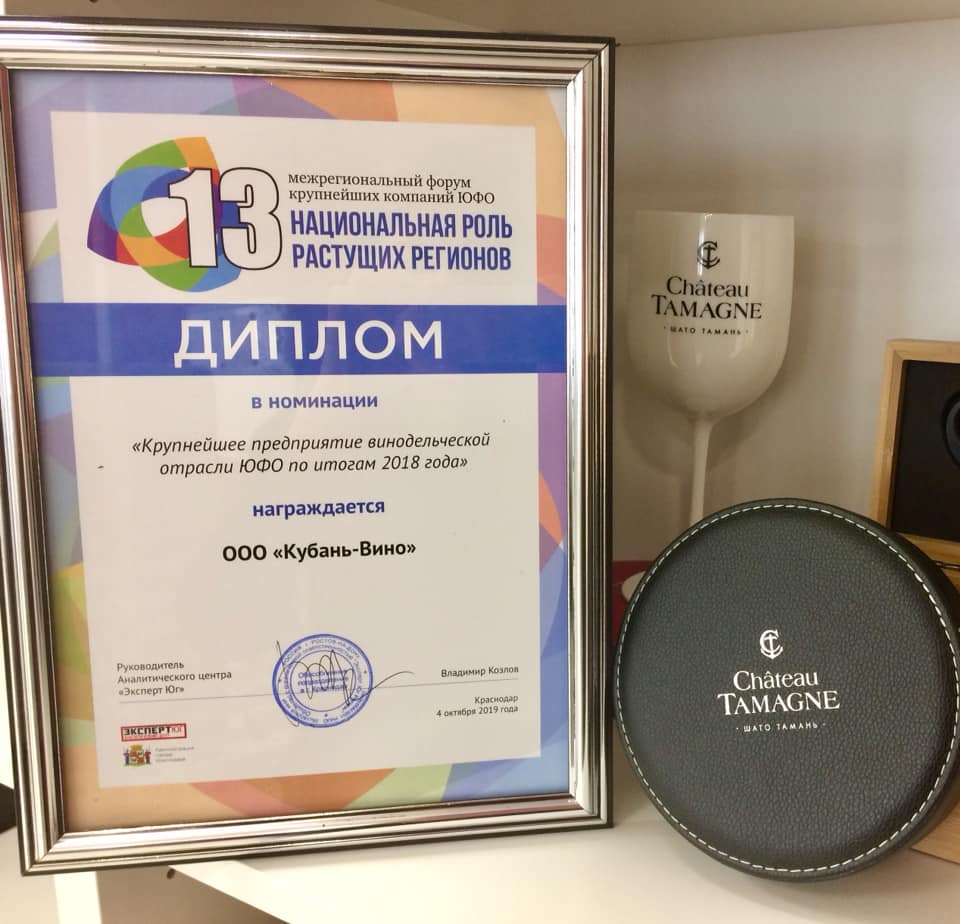 13
межрегиональный форум
крупнейших компаний ЮФО
НАЦИОНАЛЬНАЯ РОЛЬ
РАСТУЩИХ РЕГИОНОВ
ДИПЛОМ
в номинации
«Крупнейшее предприятие винодельческой
отрасли ЮФО по итогам 2018 года»
награждается
ООО «Кубань-Вино»
Руководитель
Аналитического центра
«Эксперт Юг»
Владимир Козлов
Краснодар
4 октября 2019 года
ЭКСПЕРТ ЮГ
Château
TAMAGNE
· ШАТО ТАМАНЬ ·
Château
TAMAGNE
· ШАТО ТАМАНЬ ·